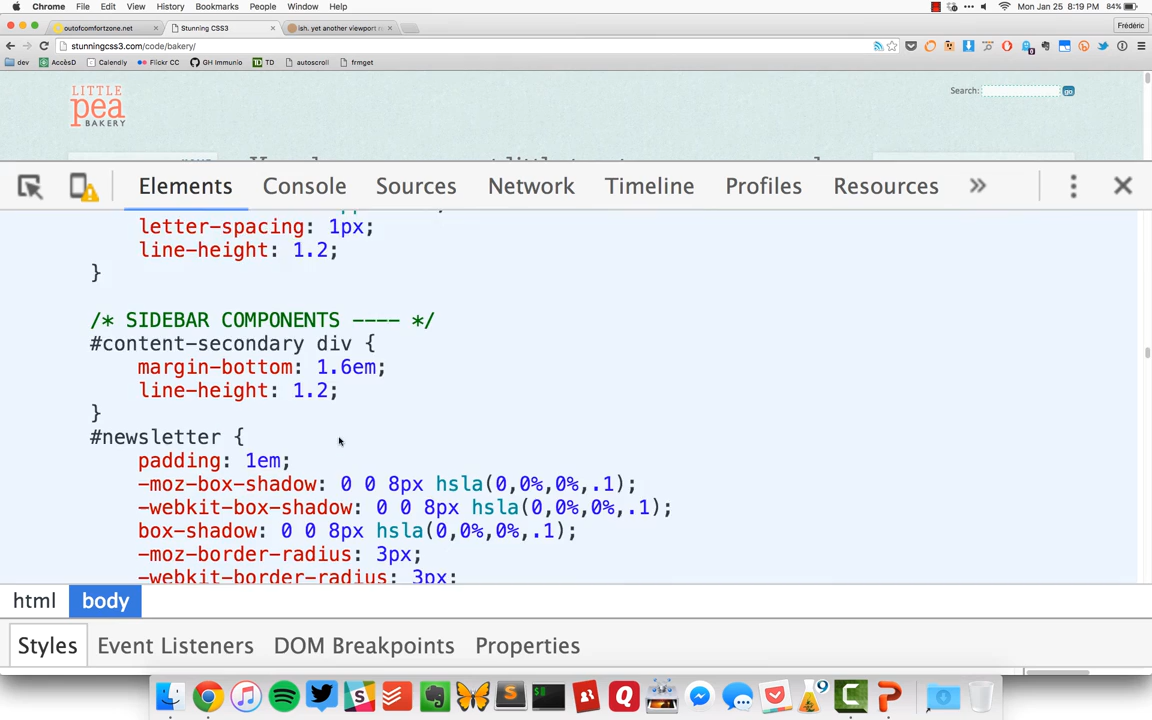 Chrome File Edit View History Bookmarks People Window Help Mon Jan 25 8:19 PM 84%
outofcomfortzone.net Stunning CSS3 ish. yet another viewport Frédéric
stunningcss3.com/code/bakery/
dev AccèsD Calendly Flickr CC GH Immunio TD autoscroll frmget
LITTLE
pea
BAKERY
Search: go
Elements Console Sources Network Timeline Profiles Resources »
letter-spacing: 1px;
line-height: 1.2;
}
/* SIDEBAR COMPONENTS ---- */
#content-secondary div {
margin-bottom: 1.6em;
line-height: 1.2;
}
#newsletter {
padding: 1em;
-moz-box-shadow: 0 0 8px hsla(0,0%,0%,.1);
-webkit-box-shadow: 0 0 8px hsla(0,0%,0%,.1);
box-shadow: 0 0 8px hsla(0,0%,0%,.1);
-moz-border-radius: 3px;
-webkit-border-radius: 3px;
html body
Styles Event Listeners DOM Breakpoints Properties
9